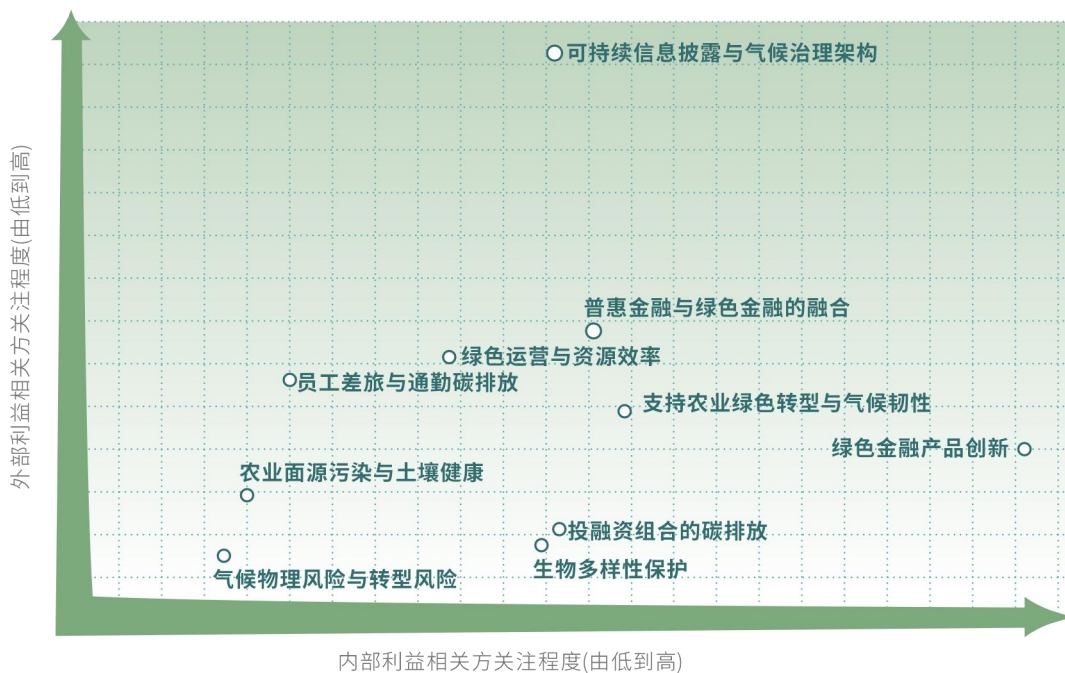 可持续信息披露与气候治理架构
外部利益相关方关注程度(由低到高)
普惠金融与绿色金融的融合
绿色运营与资源效率
员工差旅与通勤碳排放
支持农业绿色转型与气候韧性
绿色金融产品创新
农业面源污染与土壤健康
投融资组合的碳排放
生物多样性保护
气候物理风险与转型风险
内部利益相关方关注程度(由低到高)